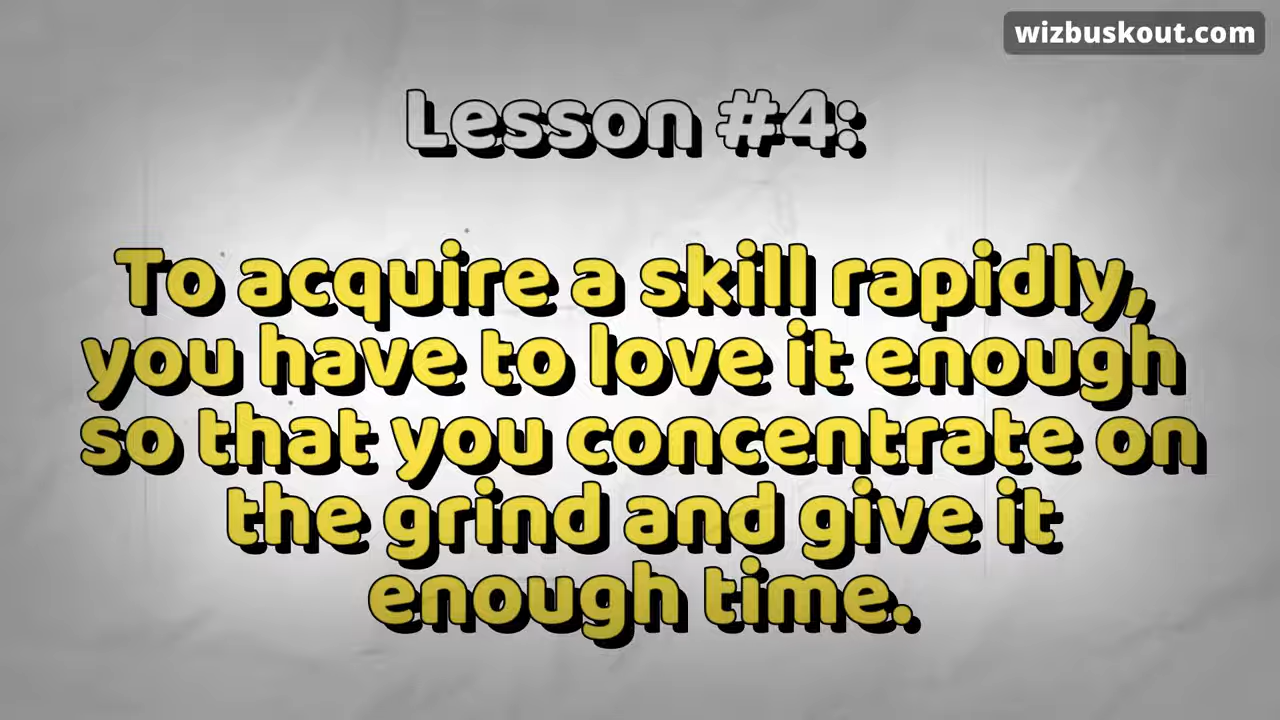 wizbuskout.com
Lesson #4:
To acquire a skill rapidly,
you have to love it enough
so that you concentrate on
the grind and give it
enough time.